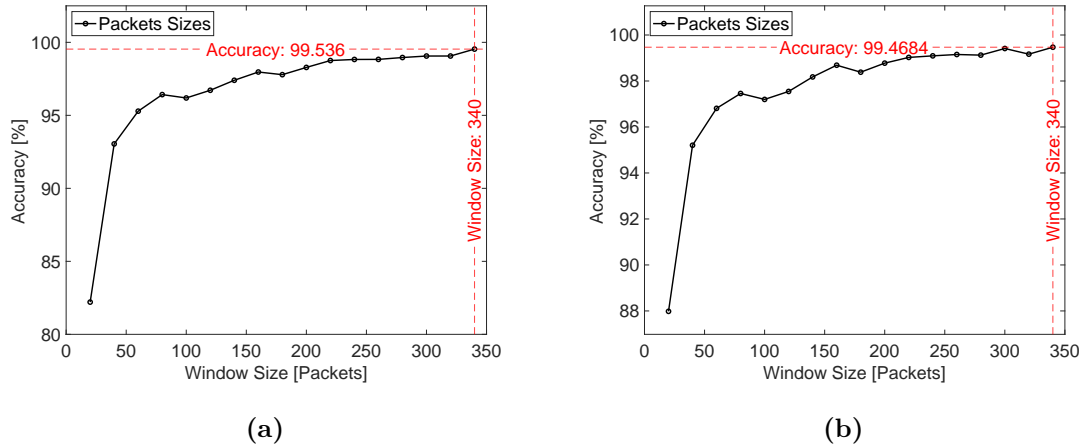 Packets Sizes
Accuracy: 99.536
Window Size: 340
100
95
90
85
80
Accuracy [%]
0 50 100 150 200 250 300 350
Window Size [Packets]
(a)
Packets Sizes
Accuracy: 99.4684
Window Size: 340
100
98
96
94
92
90
88
Accuracy [%]
0 50 100 150 200 250 300 350
Window Size [Packets]
(b)